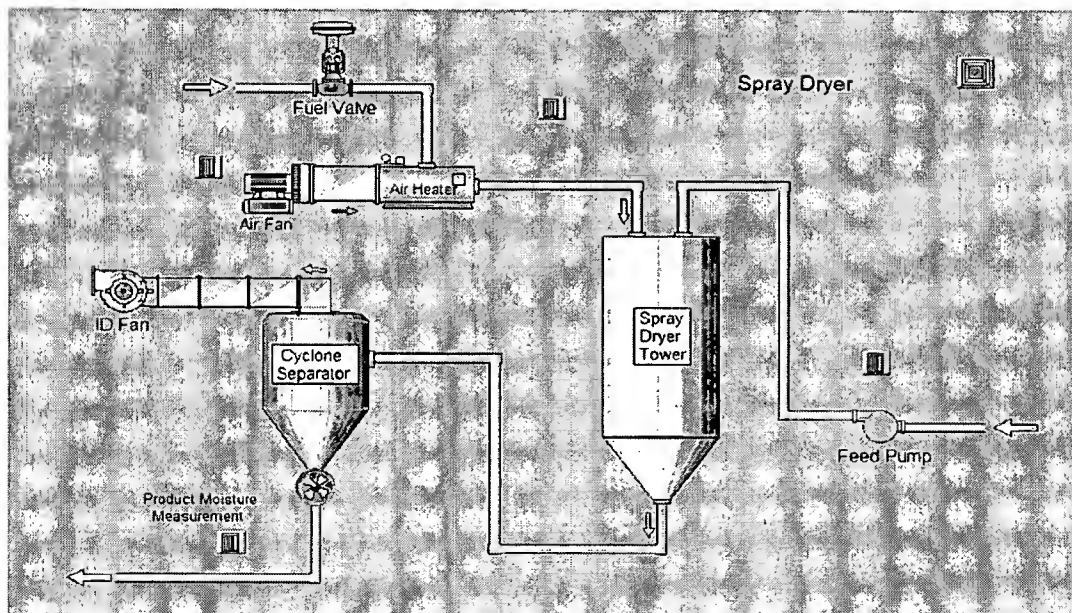 Spray Dryer
Fuel Valve
Air Heater
Air Fan
ID Fan
Cyclone
Separator
Spray
Dryer
Tower
Feed Pump
Product Moisture
Measurement